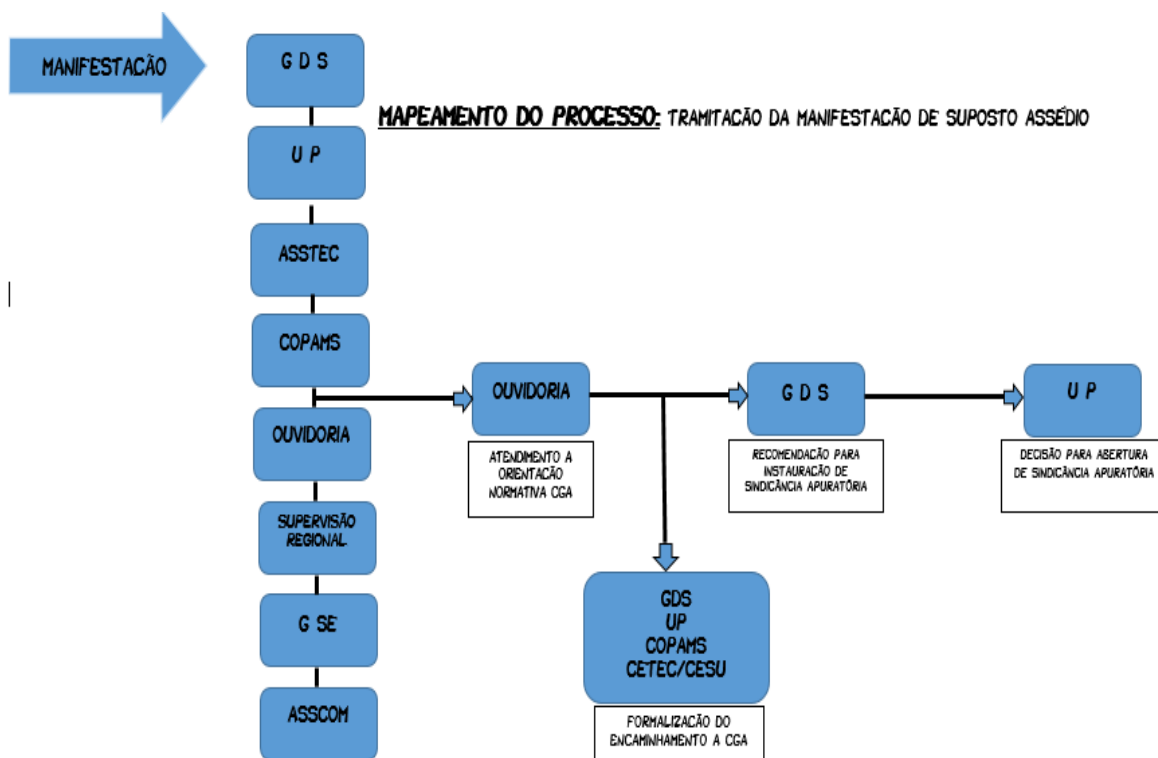 MANIFESTAÇÃO
G D S
MAPEAMENTO DO PROCESSO: TRAMITAÇÃO DA MANIFESTAÇÃO DE SUPOSTO ASSÉDIO
U P
ASSTEC
COPAMS
OUVIDORIA
SUPERVISÃO
REGIONAL
G SE
ASSCOM
OUVIDORIA
ATENDIMENTO A
ORIENTAÇÃO
NORMATIVA CGA
G D S
RECOMENDAÇÃO PARA
INSTAURAÇÃO DE
SINDICÂNCIA APURATÓRIA
U P
DECISÃO PARA ABERTURA
DE SINDICÂNCIA APURATÓRIA
GDS
UP
COPAMS
CETEC/CESU
FORMALIZAÇÃO DO
ENCAMINHAMENTO A CGA